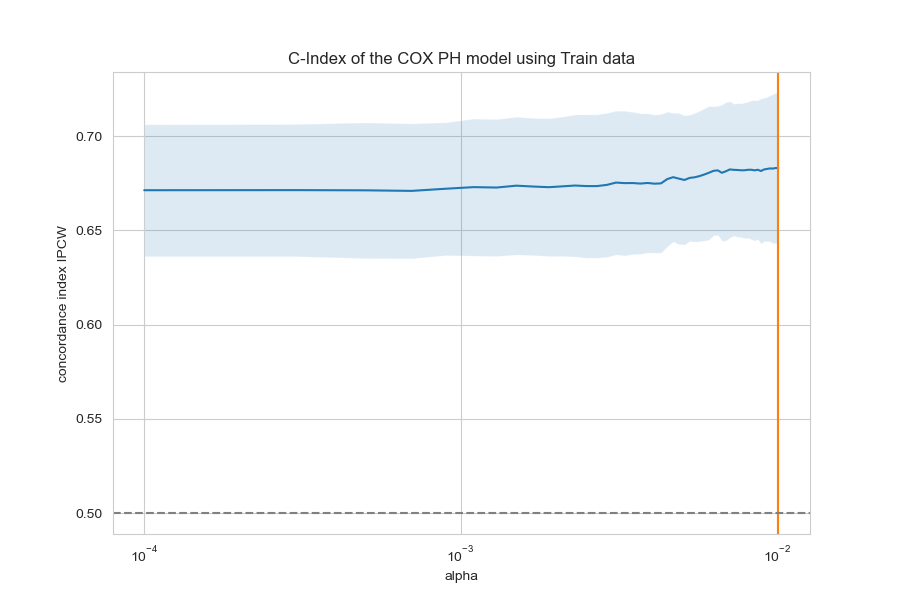 C-Index of the COX PH model using Train data
concordance index IPCW
0.70
0.65
0.60
0.55
0.50
10⁻⁴
10⁻³
10⁻²
alpha